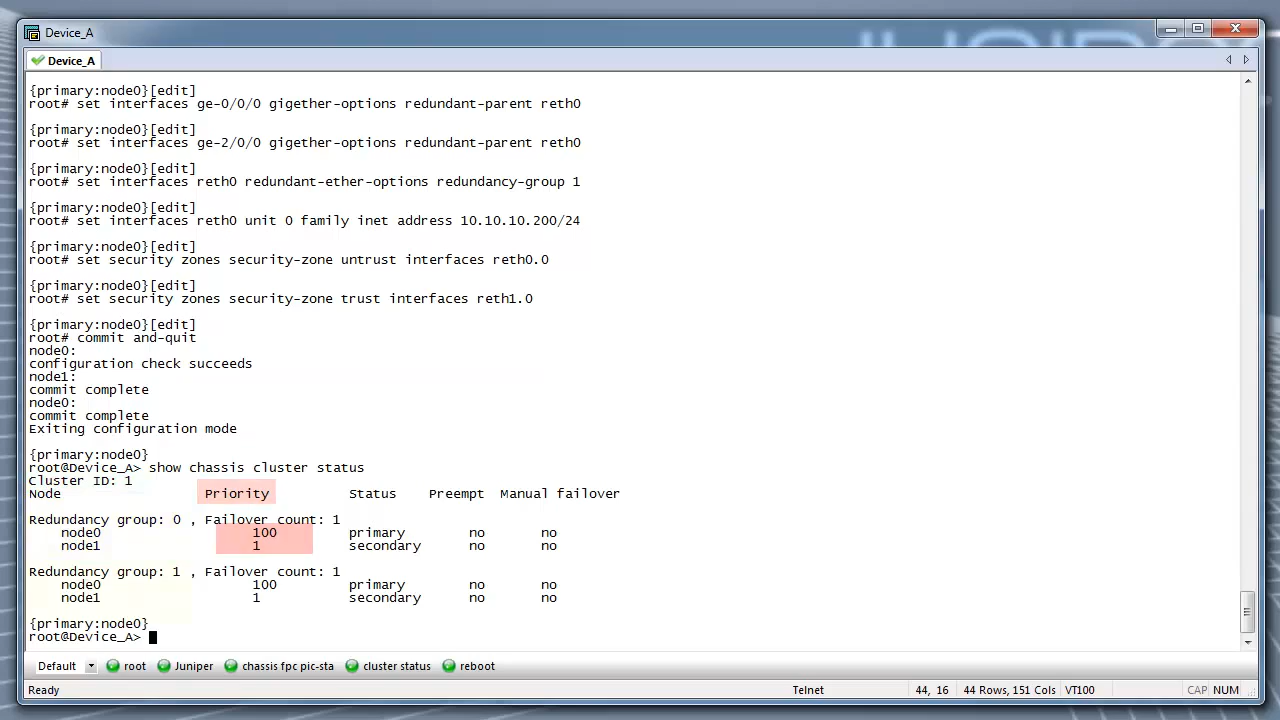 Device_A
Device_A
{primary:node0}[edit]
root# set interfaces ge-0/0/0 gigether-options redundant-parent reth0
{primary:node0}[edit]
root# set interfaces ge-2/0/0 gigether-options redundant-parent reth0
{primary:node0}[edit]
root# set interfaces reth0 redundant-ether-options redundancy-group 1
{primary:node0}[edit]
root# set interfaces reth0 unit 0 family inet address 10.10.10.200/24
{primary:node0}[edit]
root# set security zones security-zone untrust interfaces reth0.0
{primary:node0}[edit]
root# set security zones security-zone trust interfaces reth1.0
{primary:node0}[edit]
root# commit and-quit
node0:
configuration check succeeds
node1:
commit complete
node0:
commit complete
Exiting configuration mode
{primary:node0}
root@Device_A> show chassis cluster status
Cluster ID: 1
Node Priority Status Preempt Manual failover
Redundancy group: 0 , Failover count: 1
node0 100 primary no no
node1 1 secondary no no
Redundancy group: 1 , Failover count: 1
node0 100 primary no no
node1 1 secondary no no
{primary:node0}
root@Device_A>
Default root Juniper chassis fpc pic-sta cluster status reboot
Ready Telnet 44, 16 44 Rows, 151 Cols VT100 CAP NUM